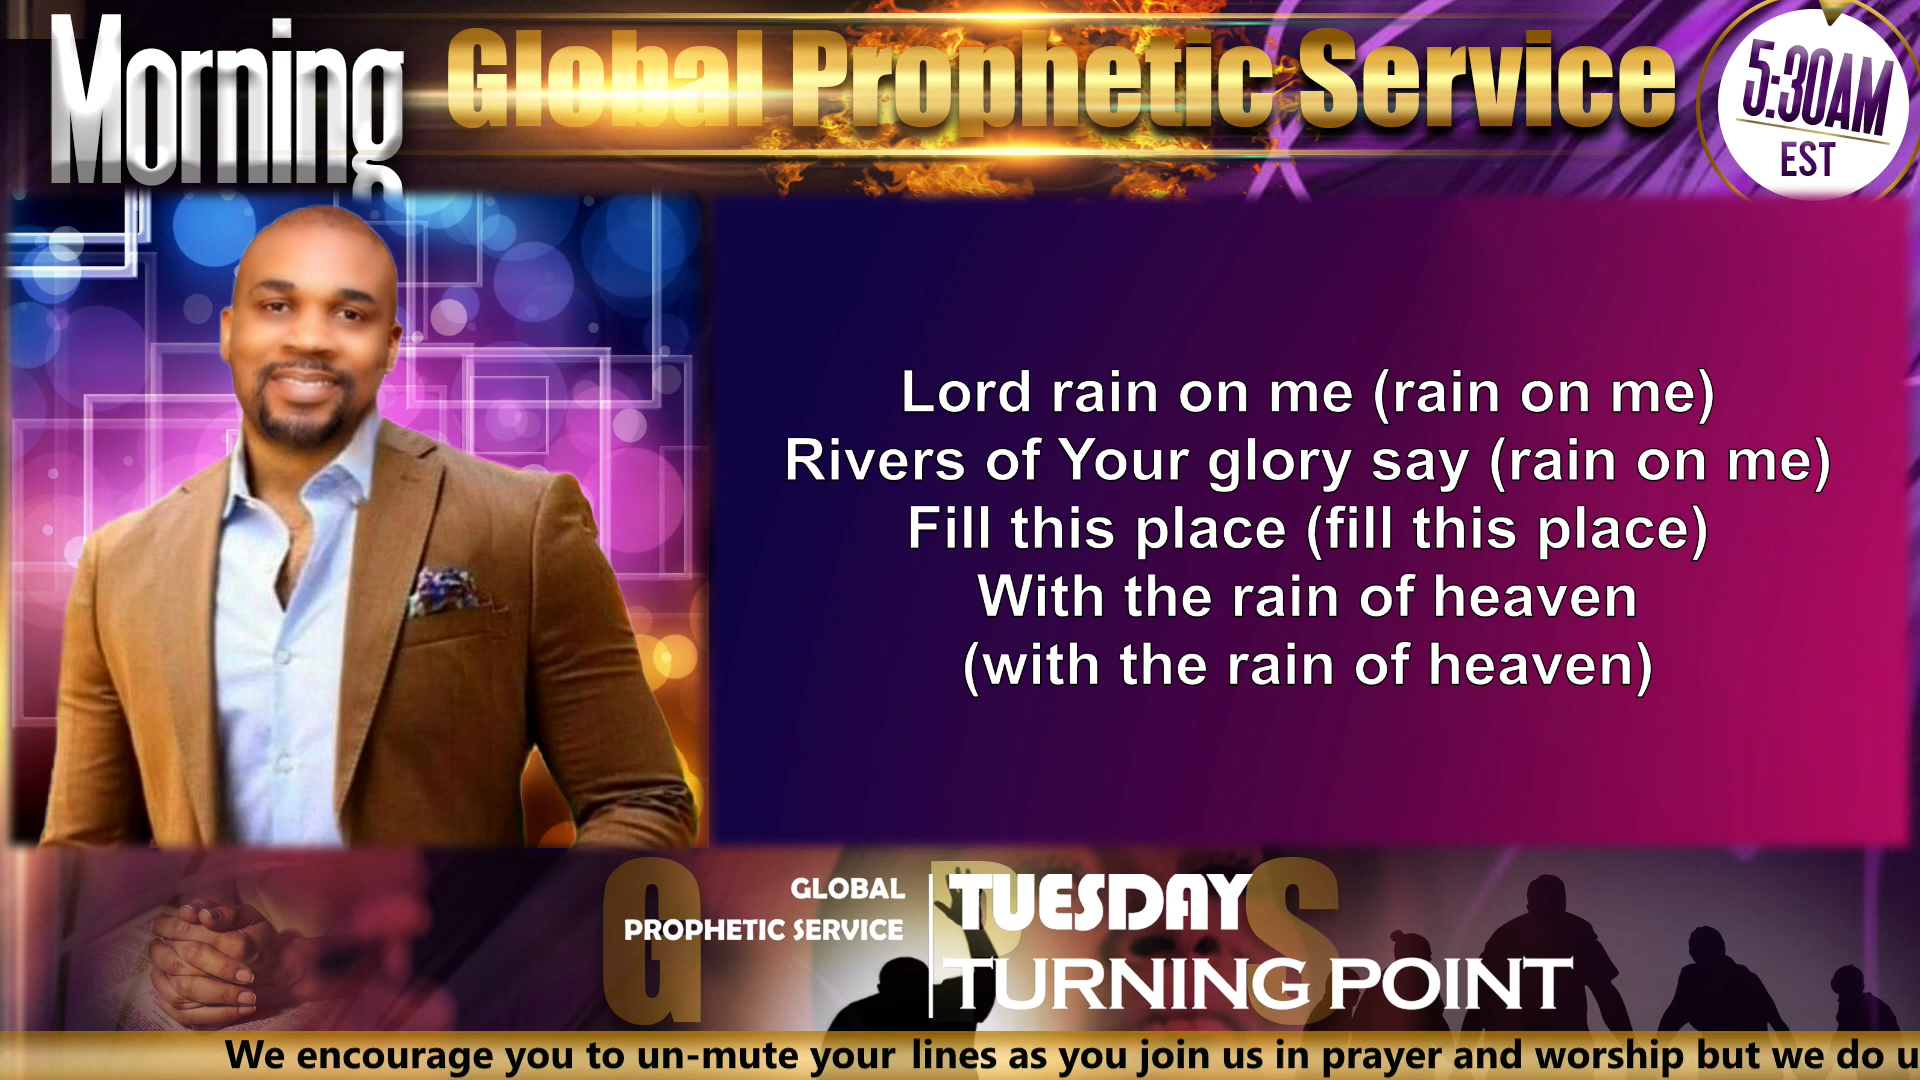 Morning
Global Prophetic Service
5:30AM
EST
Lord rain on me (rain on me)
Rivers of Your glory say (rain on me)
Fill this place (fill this place)
With the rain of heaven
(with the rain of heaven)
G P S
GLOBAL
PROPHETIC SERVICE
TUESDAY
TURNING POINT
We encourage you to un-mute your lines as you join us in prayer and worship but we do u